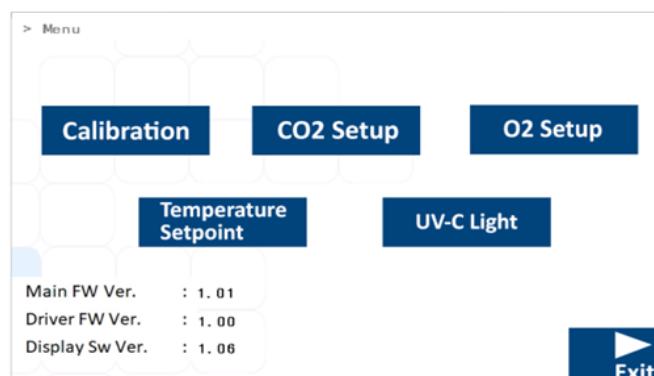 > Menu
Calibration
CO2 Setup
O2 Setup
Temperature
Setpoint
UV-C Light
Main FW Ver. : 1.01
Driver FW Ver. : 1.00
Display Sw Ver. : 1.06
Exit